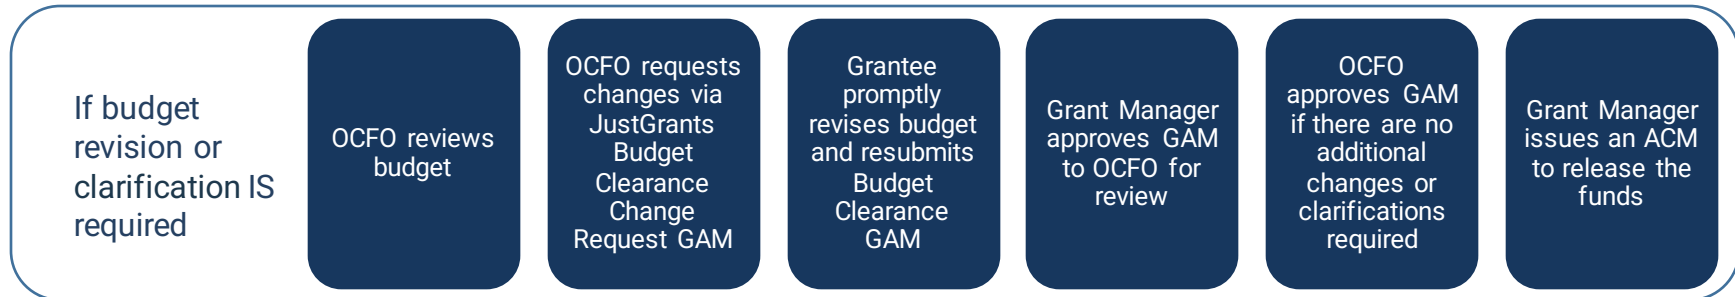 If budget
revision or
clarification IS
required
OCFO reviews
budget
OCFO requests
changes via
JustGrants
Budget
Clearance
Change
Request GAM
Grantee
promptly
revises budget
and resubmits
Budget
Clearance
GAM
Grant Manager
approves GAM
to OCFO for
review
OCFO
approves GAM
if there are no
additional
changes or
clarifications
required
Grant Manager
issues an ACM
to release the
funds